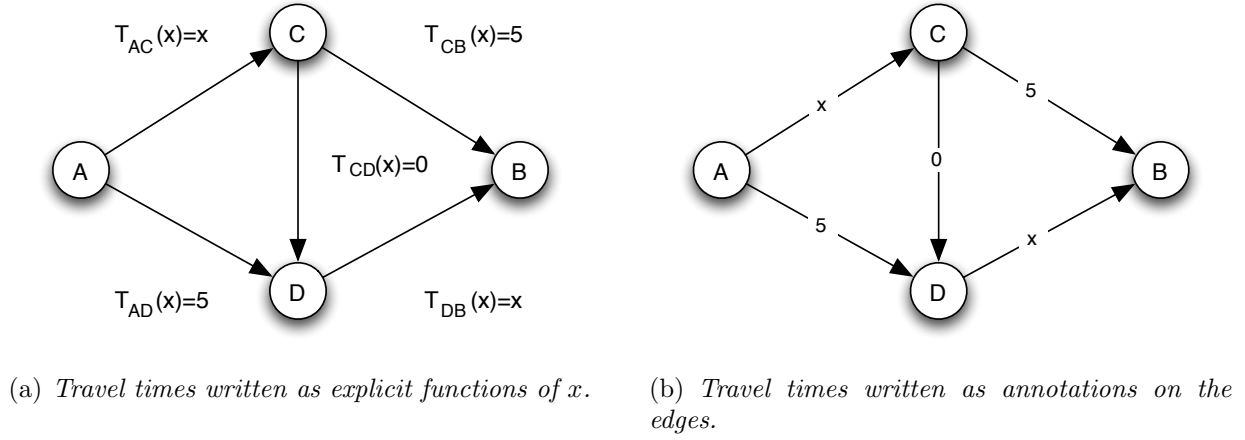 T_AC(x)=x
C
T_CB(x)=5
A
T_CD(x)=0
B
T_AD(x)=5
D
T_DB(x)=x
(a) Travel times written as explicit functions of x.
C
x
5
A
0
B
5
x
D
(b) Travel times written as annotations on the
edges.